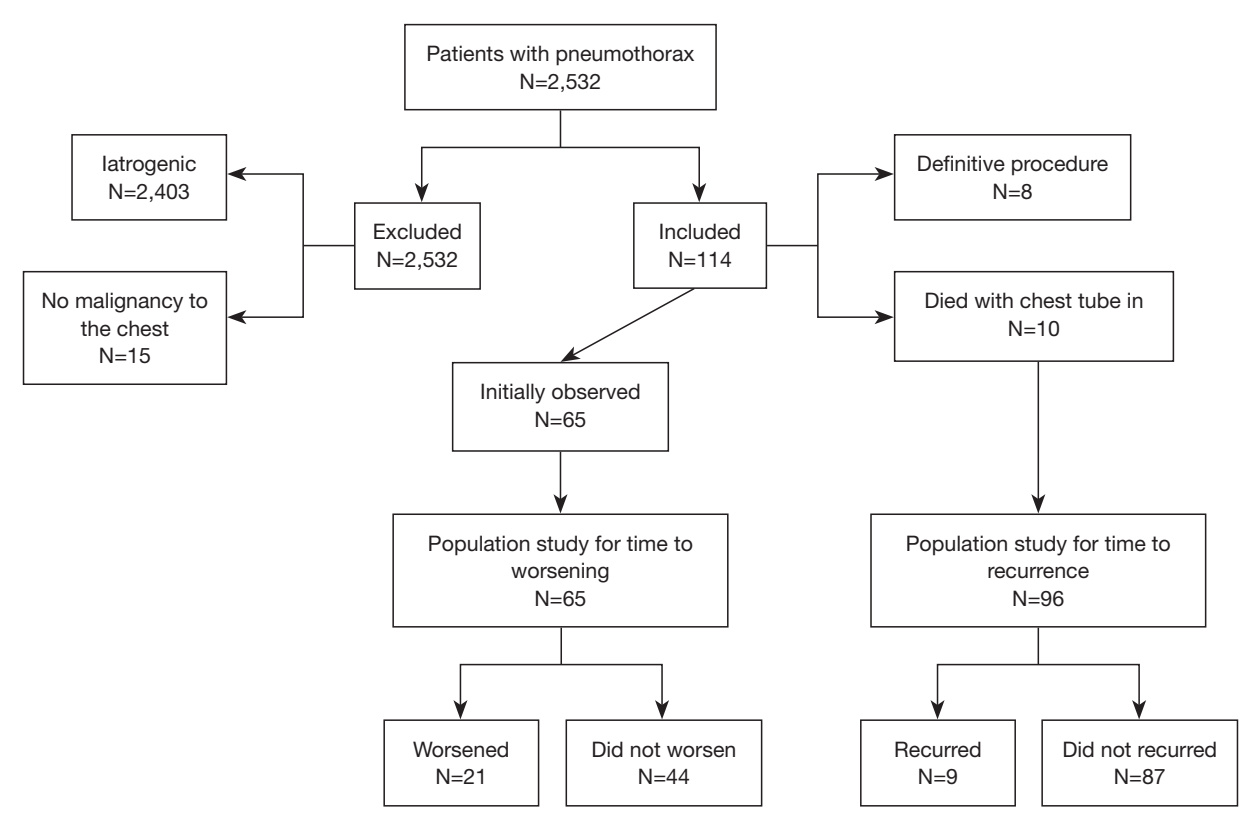 Patients with pneumothorax
N=2,532
Iatrogenic
N=2,403
Definitive procedure
N=8
Excluded
N=2,532
Included
N=114
No malignancy to
the chest
N=15
Died with chest tube in
N=10
Initially observed
N=65
Population study for time to
worsening
N=65
Population study for time to
recurrence
N=96
Worsened
N=21
Did not worsen
N=44
Recurred
N=9
Did not recurred
N=87